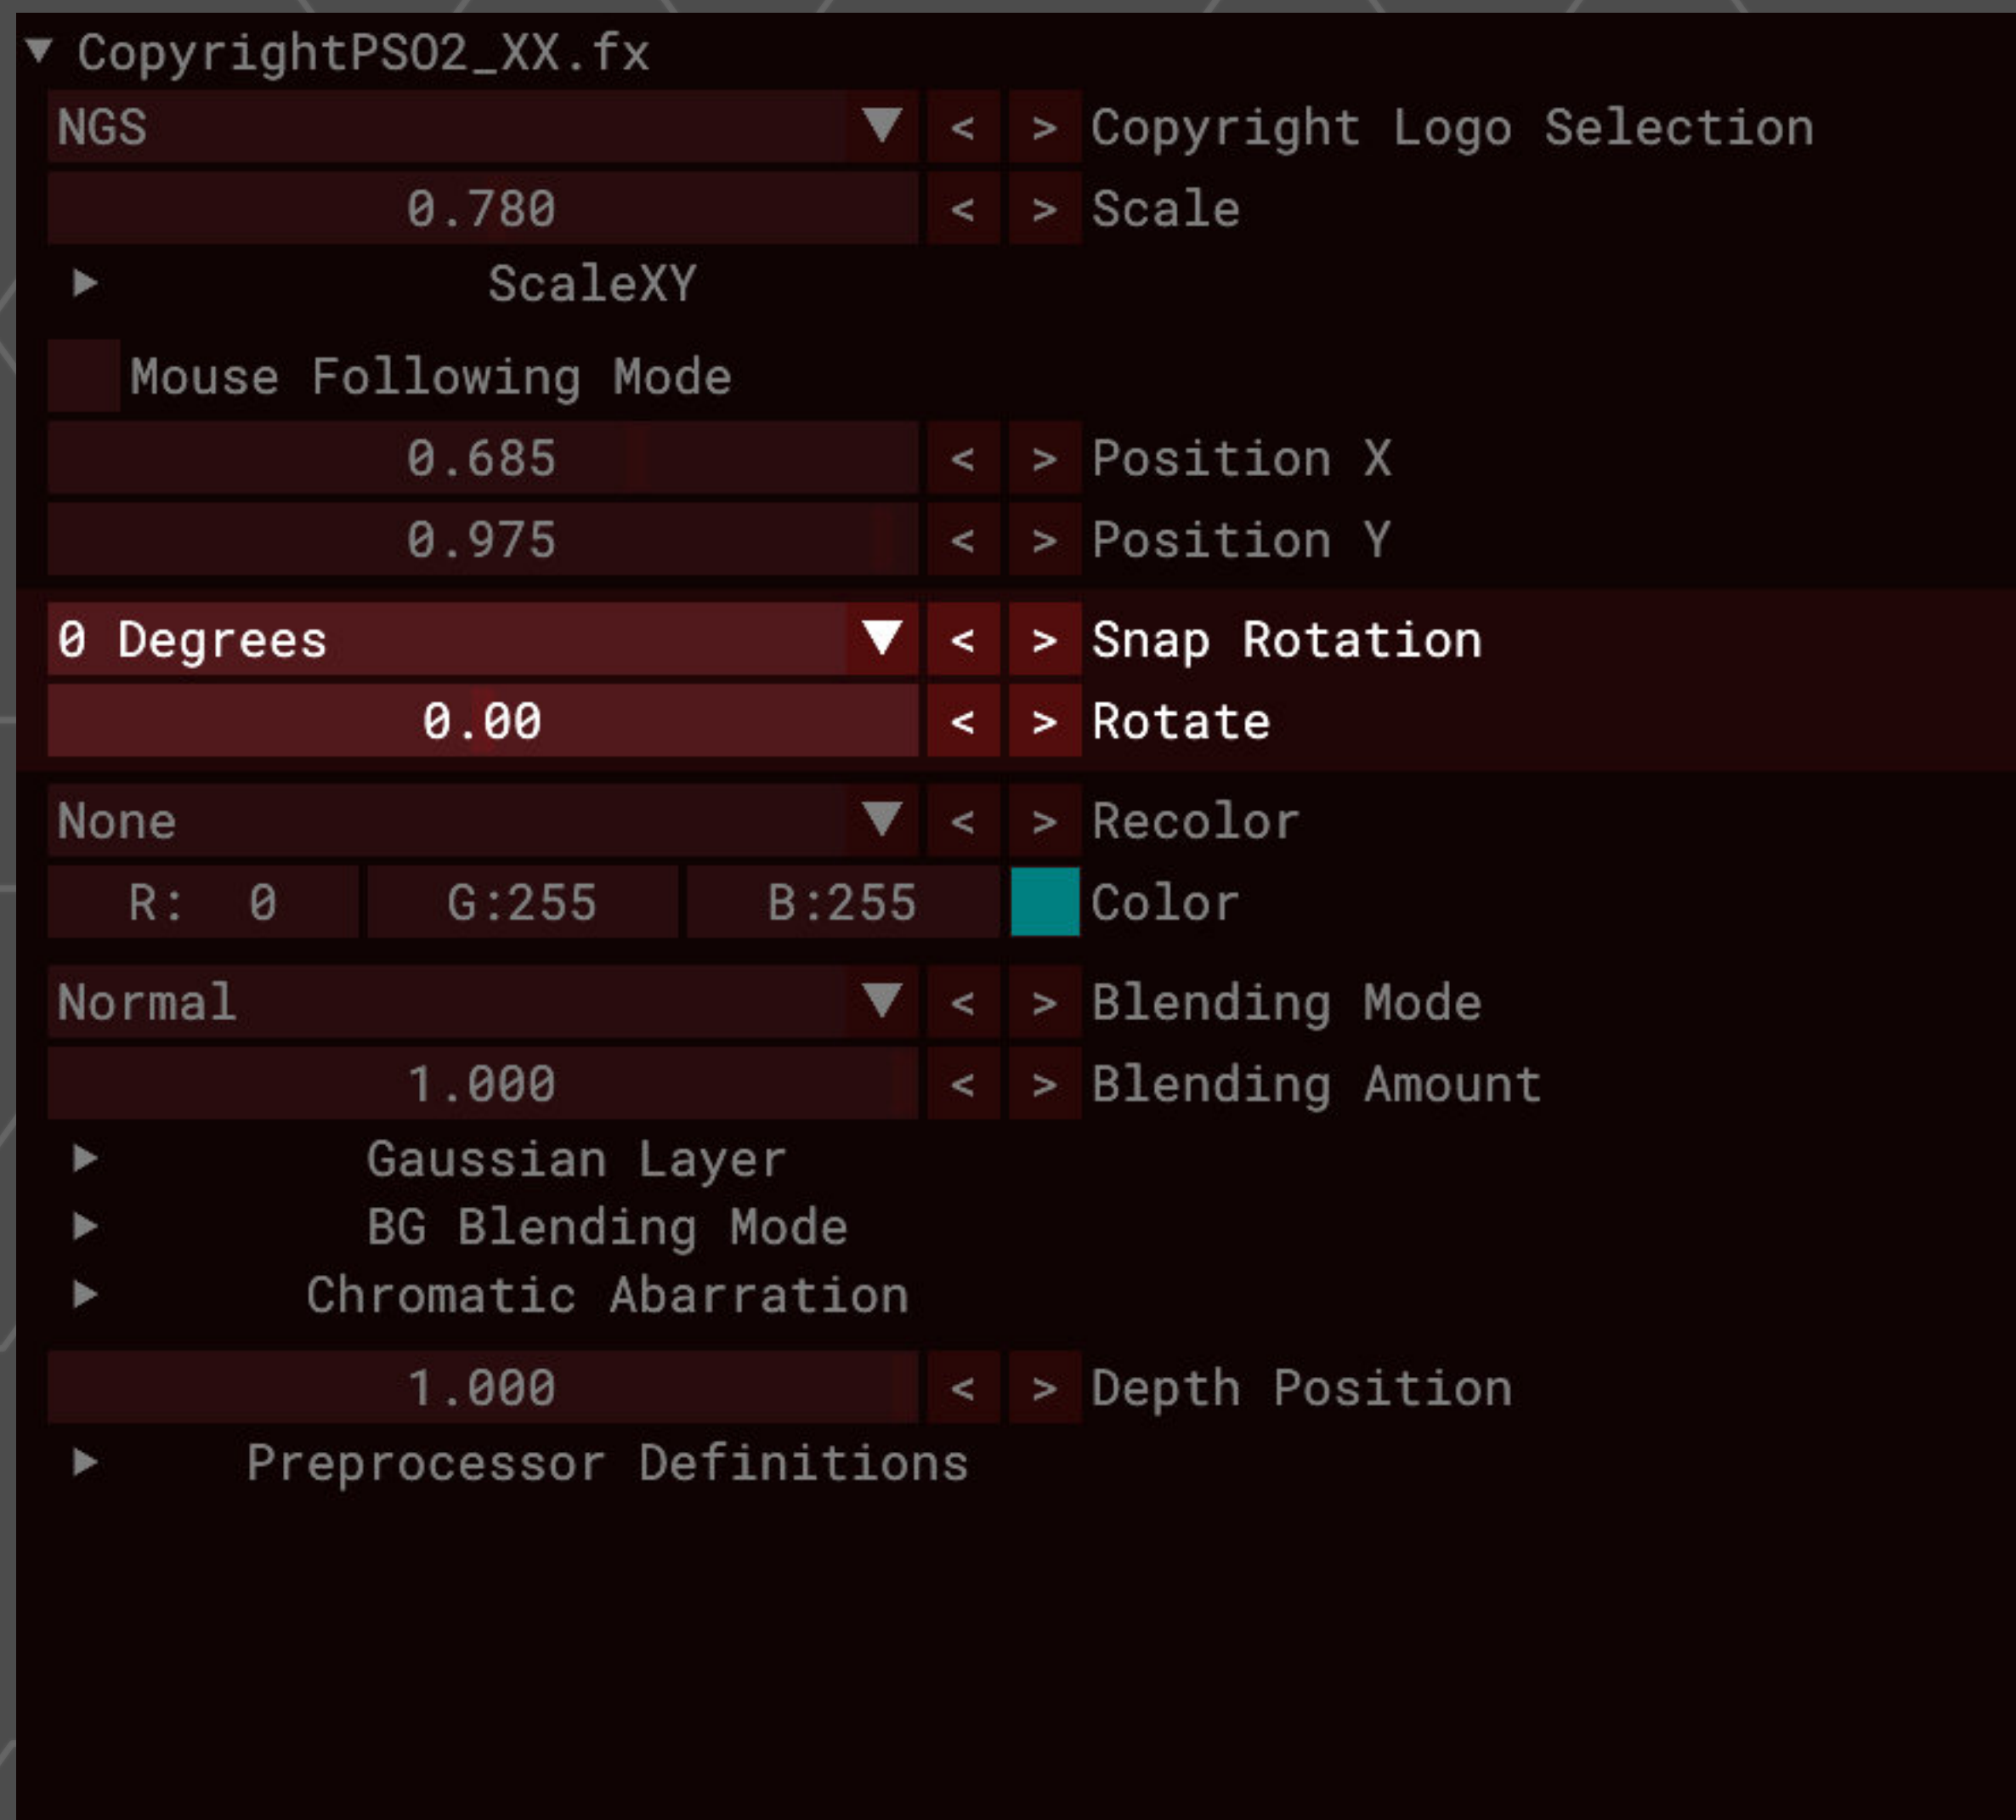 ▼ CopyrightPSO2_XX.fx
NGS ▼ < > Copyright Logo Selection
0.780 < > Scale
▶ ScaleXY
Mouse Following Mode
0.685 < > Position X
0.975 < > Position Y
0 Degrees ▼ < > Snap Rotation
0.00 < > Rotate
None ▼ < > Recolor
R: 0 G:255 B:255 Color
Normal ▼ < > Blending Mode
1.000 < > Blending Amount
▶ Gaussian Layer
▶ BG Blending Mode
▶ Chromatic Abarration
1.000 < > Depth Position
▶ Preprocessor Definitions